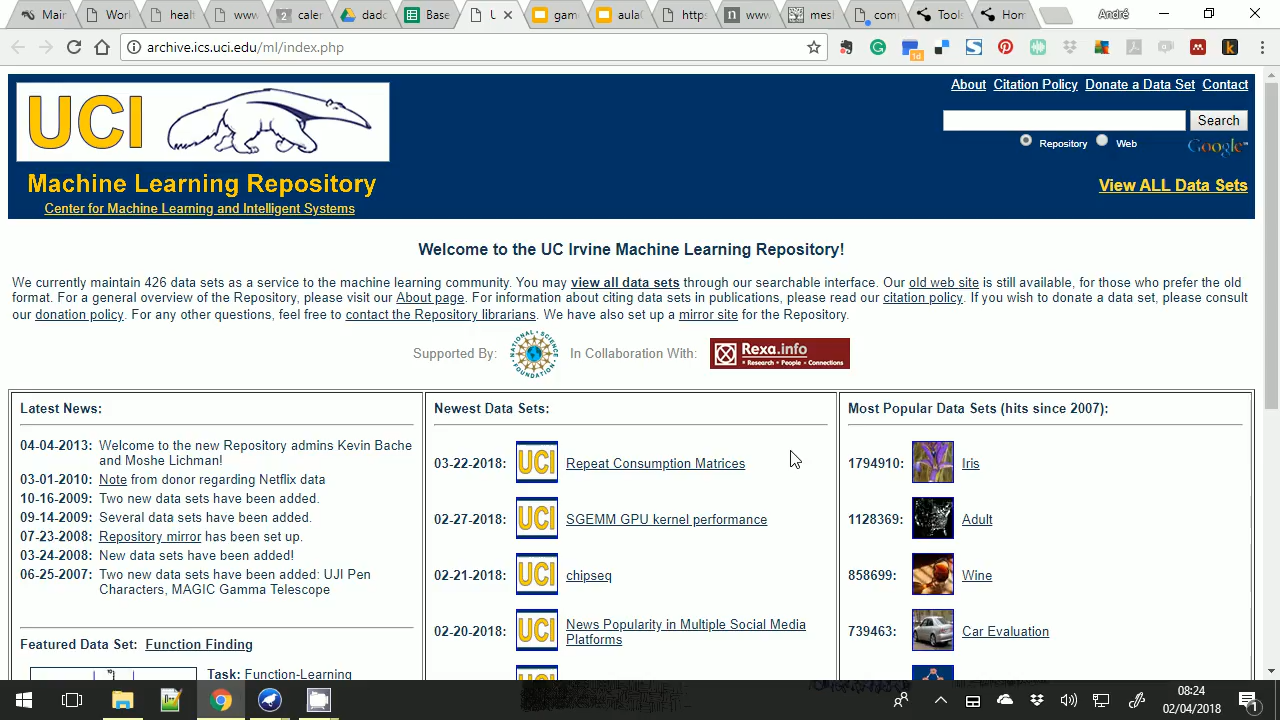 Mair
Worl
healt
www
caler
dado
Base
U
gam
aula
http
www
mesl
comp
Tools
Hor
André
archive.ics.uci.edu/ml/index.php
1d
UCI
Machine Learning Repository
Center for Machine Learning and Intelligent Systems
About Citation Policy Donate a Data Set Contact
Search
Repository Web Google™
View ALL Data Sets
Welcome to the UC Irvine Machine Learning Repository!
We currently maintain 426 data sets as a service to the machine learning community. You may view all data sets through our searchable interface. Our old web site is still available, for those who prefer the old
format. For a general overview of the Repository, please visit our About page. For information about citing data sets in publications, please read our citation policy. If you wish to donate a data set, please consult
our donation policy. For any other questions, feel free to contact the Repository librarians. We have also set up a mirror site for the Repository.
Supported By: NATIONAL SCIENCE FOUNDATION In Collaboration With: Rexa.info
• Research • People • Connections
Latest News:
04-04-2013: Welcome to the new Repository admins Kevin Bache
and Moshe Lichman!
03-01-2010: Note from donor regarding Netflix data
10-16-2009: Two new data sets have been added.
09-14-2009: Several data sets have been added.
07-23-2008: Repository mirror has been set up.
03-24-2008: New data sets have been added!
06-25-2007: Two new data sets have been added: UJI Pen
Characters, MAGIC Gamma Telescope
Featured Data Set: Function Finding
Task: Function-Learning
Newest Data Sets:
03-22-2018: UCI Repeat Consumption Matrices
02-27-2018: UCI SGEMM GPU kernel performance
02-21-2018: UCI chipseq
02-20-2018: UCI News Popularity in Multiple Social Media
Platforms
Most Popular Data Sets (hits since 2007):
1794910: Iris
1128369: Adult
858699: Wine
739463: Car Evaluation
08:24
02/04/2018
1